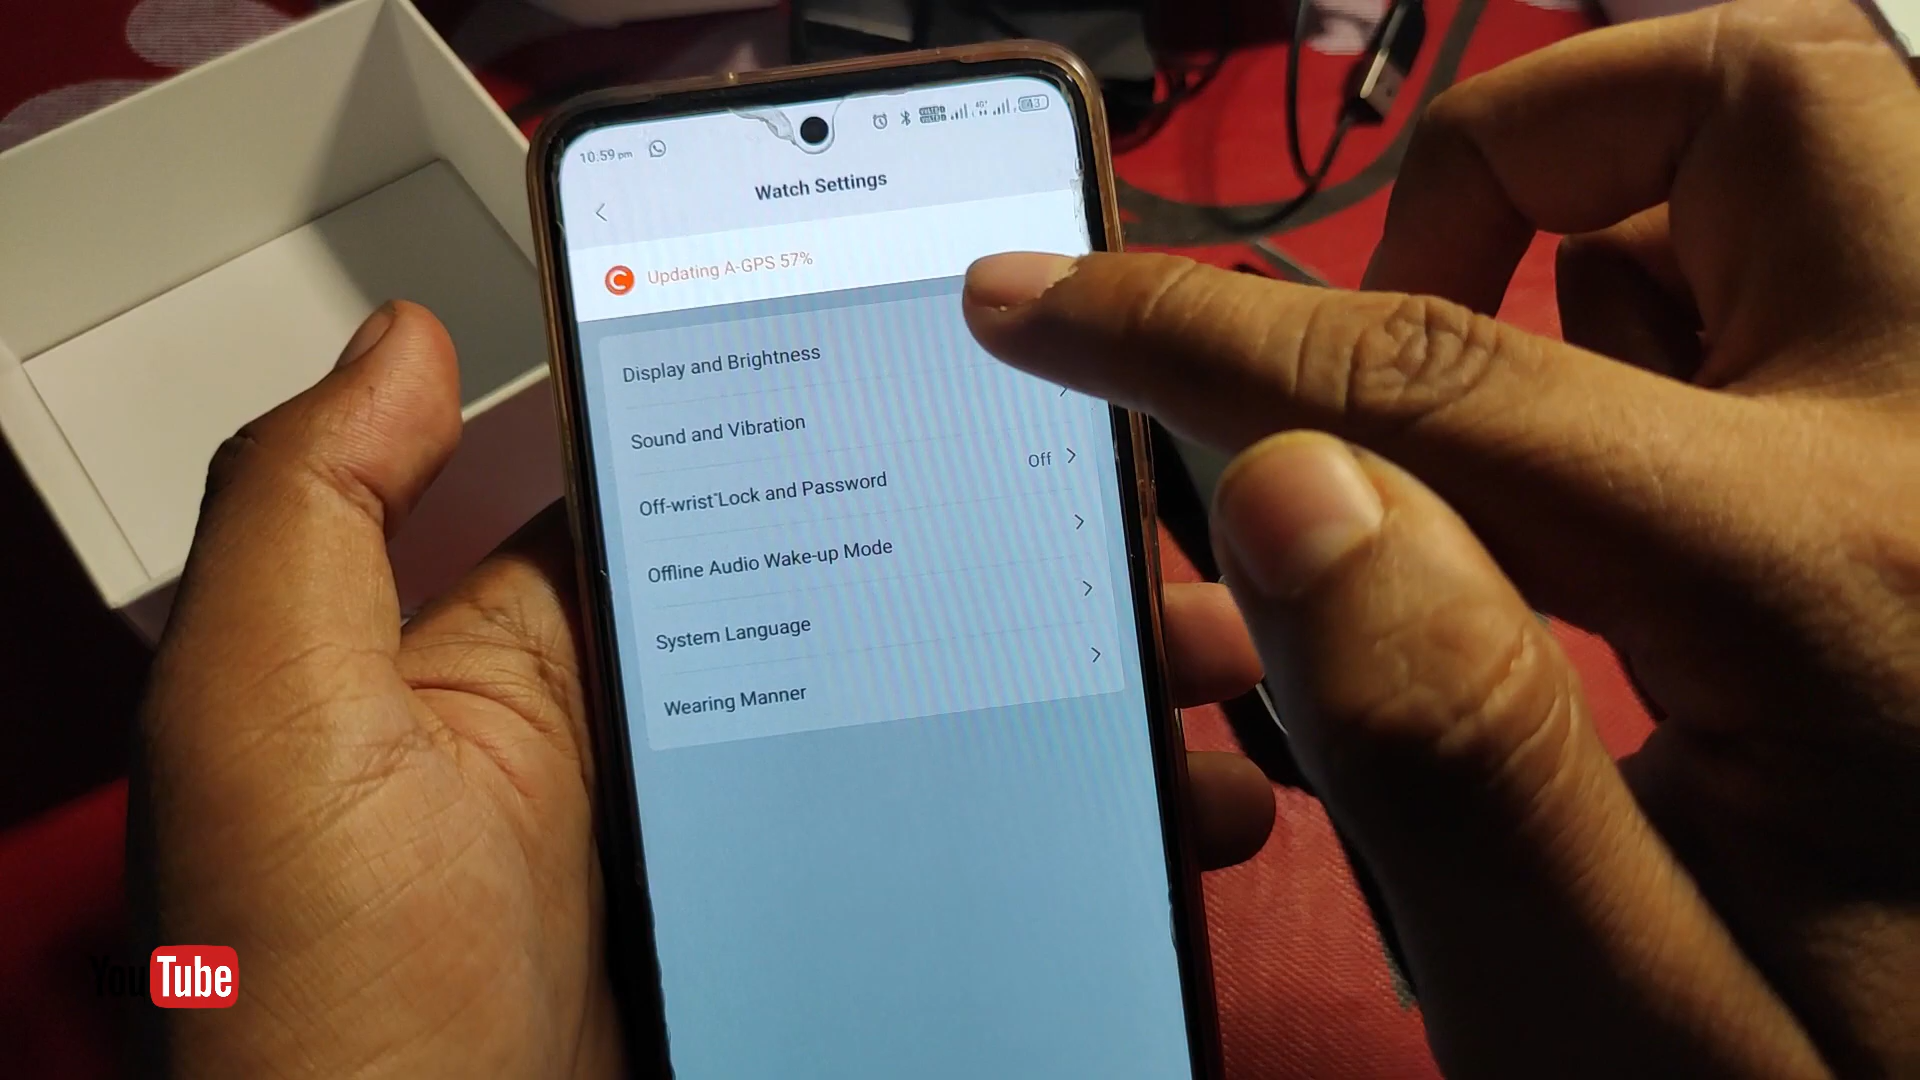 10:59 pm
43
Watch Settings
Updating A-GPS 57%
Display and Brightness
Sound and Vibration
Off-wrist Lock and Password
Off
Offline Audio Wake-up Mode
System Language
Wearing Manner
YouTube